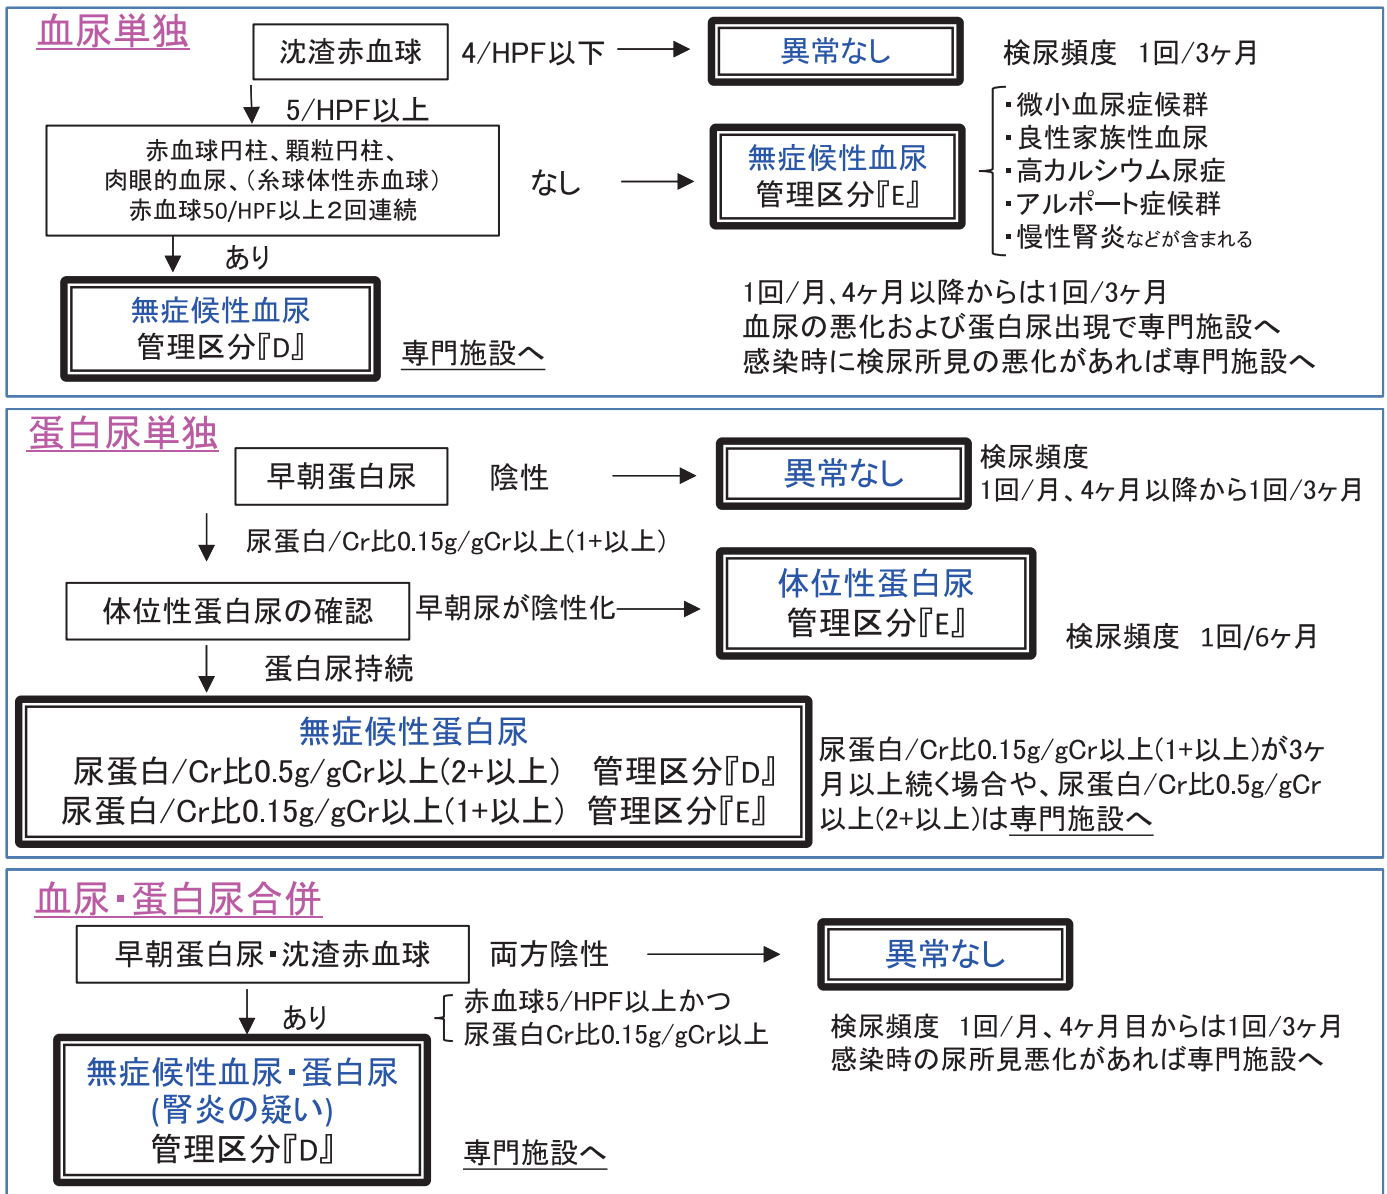 血尿単独
沈渣赤血球
4/HPF以下
異常なし
検尿頻度 1回/3ヶ月
5/HPF以上
赤血球円柱、顆粒円柱、
肉眼的血尿、(糸球体性赤血球)
赤血球50/HPF以上2回連続
なし
無症候性血尿
管理区分『E』
・微小血尿症候群
・良性家族性血尿
・高カルシウム尿症
・アルポート症候群
・慢性腎炎などが含まれる
あり
無症候性血尿
管理区分『D』
専門施設へ
1回/月、4ヶ月以降からは1回/3ヶ月
血尿の悪化および蛋白尿出現で専門施設へ
感染時に検尿所見の悪化があれば専門施設へ
蛋白尿単独
早朝蛋白尿
陰性
異常なし
検尿頻度
1回/月、4ヶ月以降から1回/3ヶ月
尿蛋白/Cr比0.15g/gCr以上(1+以上)
体位性蛋白尿の確認
早朝尿が陰性化
体位性蛋白尿
管理区分『E』
検尿頻度 1回/6ヶ月
蛋白尿持続
無症候性蛋白尿
尿蛋白/Cr比0.5g/gCr以上(2+以上) 管理区分『D』
尿蛋白/Cr比0.15g/gCr以上(1+以上) 管理区分『E』
尿蛋白/Cr比0.15g/gCr以上(1+以上)が3ヶ
月以上続く場合や、尿蛋白/Cr比0.5g/gCr
以上(2+以上)は専門施設へ
血尿・蛋白尿合併
早朝蛋白尿・沈渣赤血球
両方陰性
異常なし
あり
赤血球5/HPF以上かつ
尿蛋白Cr比0.15g/gCr以上
検尿頻度 1回/月、4ヶ月目からは1回/3ヶ月
感染時の尿所見悪化があれば専門施設へ
無症候性血尿・蛋白尿
(腎炎の疑い)
管理区分『D』
専門施設へ